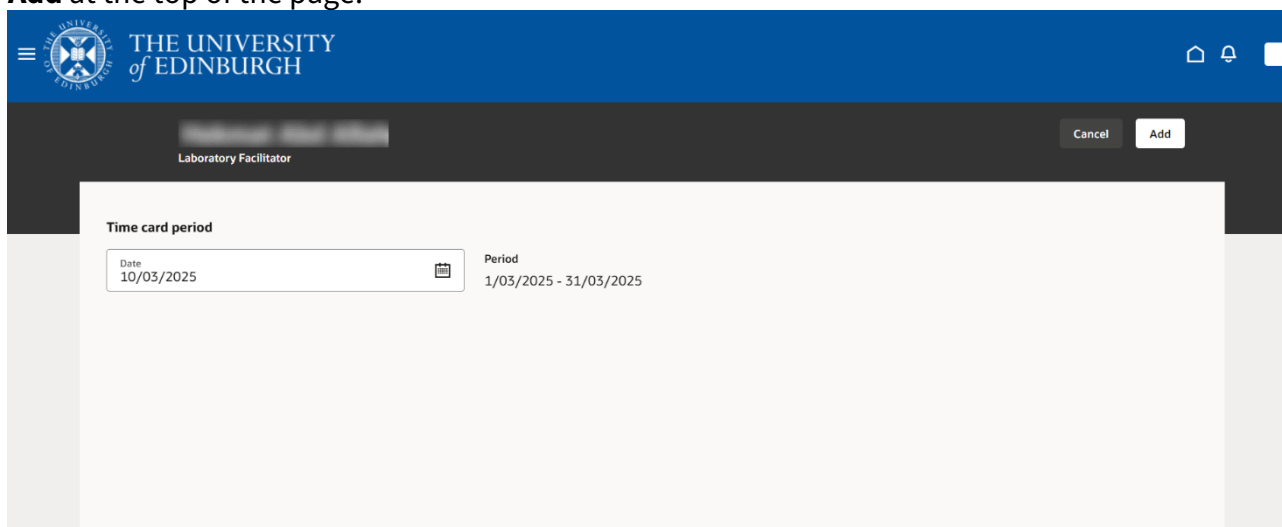 Add at the top of the page.
THE UNIVERSITY
of EDINBURGH
Laboratory Facilitator
Cancel
Add
Time card period
Date
10/03/2025
Period
1/03/2025 - 31/03/2025